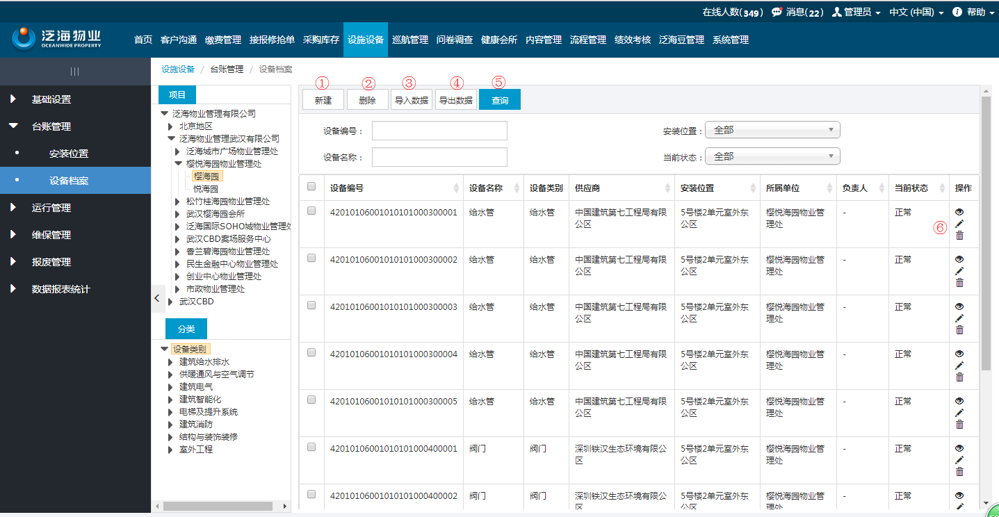 在线人数(349) 消息(22) 管理员 中文 (中国) 帮助
泛海物业
OCEANWIDE PROPERTY
首页 客户沟通 缴费管理 接报修抢单 采购库存 设施设备 巡航管理 问卷调查 健康会所 内容管理 流程管理 绩效考核 泛海豆管理 系统管理
基础设置
台账管理
安装位置
设备档案
运行管理
维保管理
报废管理
数据报表统计
设施设备 / 台账管理 / 设备档案
项目
泛海物业管理有限公司
北京地区
泛海物业管理武汉有限公司
泛海城市广场物业管理处
樱悦海园物业管理处
樱海园
悦海园
松竹桂海园物业管理处
武汉樱海园会所
泛海国际SOHO城物业管理处
武汉CBD案场服务中心
香兰碧海园物业管理处
民生金融中心物业管理处
创业中心物业管理处
市政物业管理处
武汉CBD
分类
设备类别
建筑给水排水
供暖通风与空气调节
建筑电气
建筑智能化
电梯及提升系统
建筑消防
结构与装饰装修
室外工程
① ② ③ ④ ⑤
新建 删除 导入数据 导出数据 查询
设备编号： 安装位置： 全部
设备名称： 当前状态： 全部
设备编号 设备名称 设备类别 供应商 安装位置 所属单位 负责人 当前状态 操作
42010106001010101000300001 给水管 给水管 中国建筑第七工程局有限 5号楼2单元室外东 樱悦海园物业管 - 正常
公区 公区 理处 ⑥
42010106001010101000300002 给水管 给水管 中国建筑第七工程局有限 5号楼2单元室外东 樱悦海园物业管 - 正常
公区 公区 理处
42010106001010101000300003 给水管 给水管 中国建筑第七工程局有限 5号楼2单元室外东 樱悦海园物业管 - 正常
公区 公区 理处
42010106001010101000300004 给水管 给水管 中国建筑第七工程局有限 5号楼2单元室外东 樱悦海园物业管 - 正常
公区 公区 理处
42010106001010101000300005 给水管 给水管 中国建筑第七工程局有限 5号楼2单元室外东 樱悦海园物业管 - 正常
公区 公区 理处
42010106001010101000400001 阀门 阀门 深圳铁汉生态环境有限公 5号楼2单元室外东 樱悦海园物业管 - 正常
区 公区 理处
42010106001010101000400002 阀门 阀门 深圳铁汉生态环境有限公 5号楼2单元室外东 樱悦海园物业管 - 正常
区 公区 理处